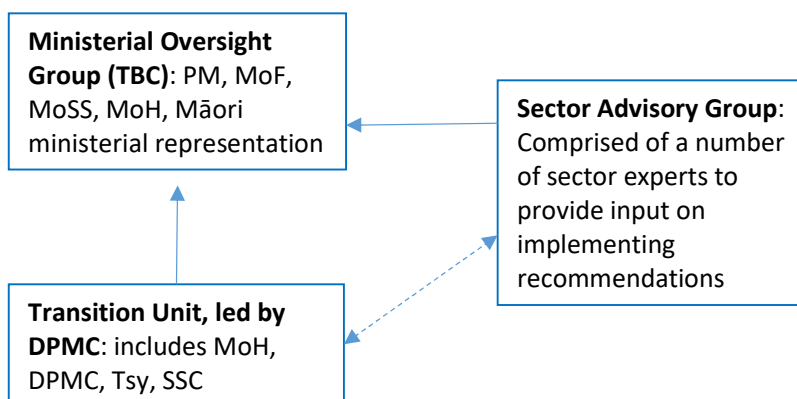 Ministerial Oversight
Group (TBC): PM, MoF,
MoSS, MoH, Māori
ministerial representation
Sector Advisory Group:
Comprised of a number
of sector experts to
provide input on
implementing
recommendations
Transition Unit, led by
DPMC: includes MoH,
DPMC, Tsy, SSC